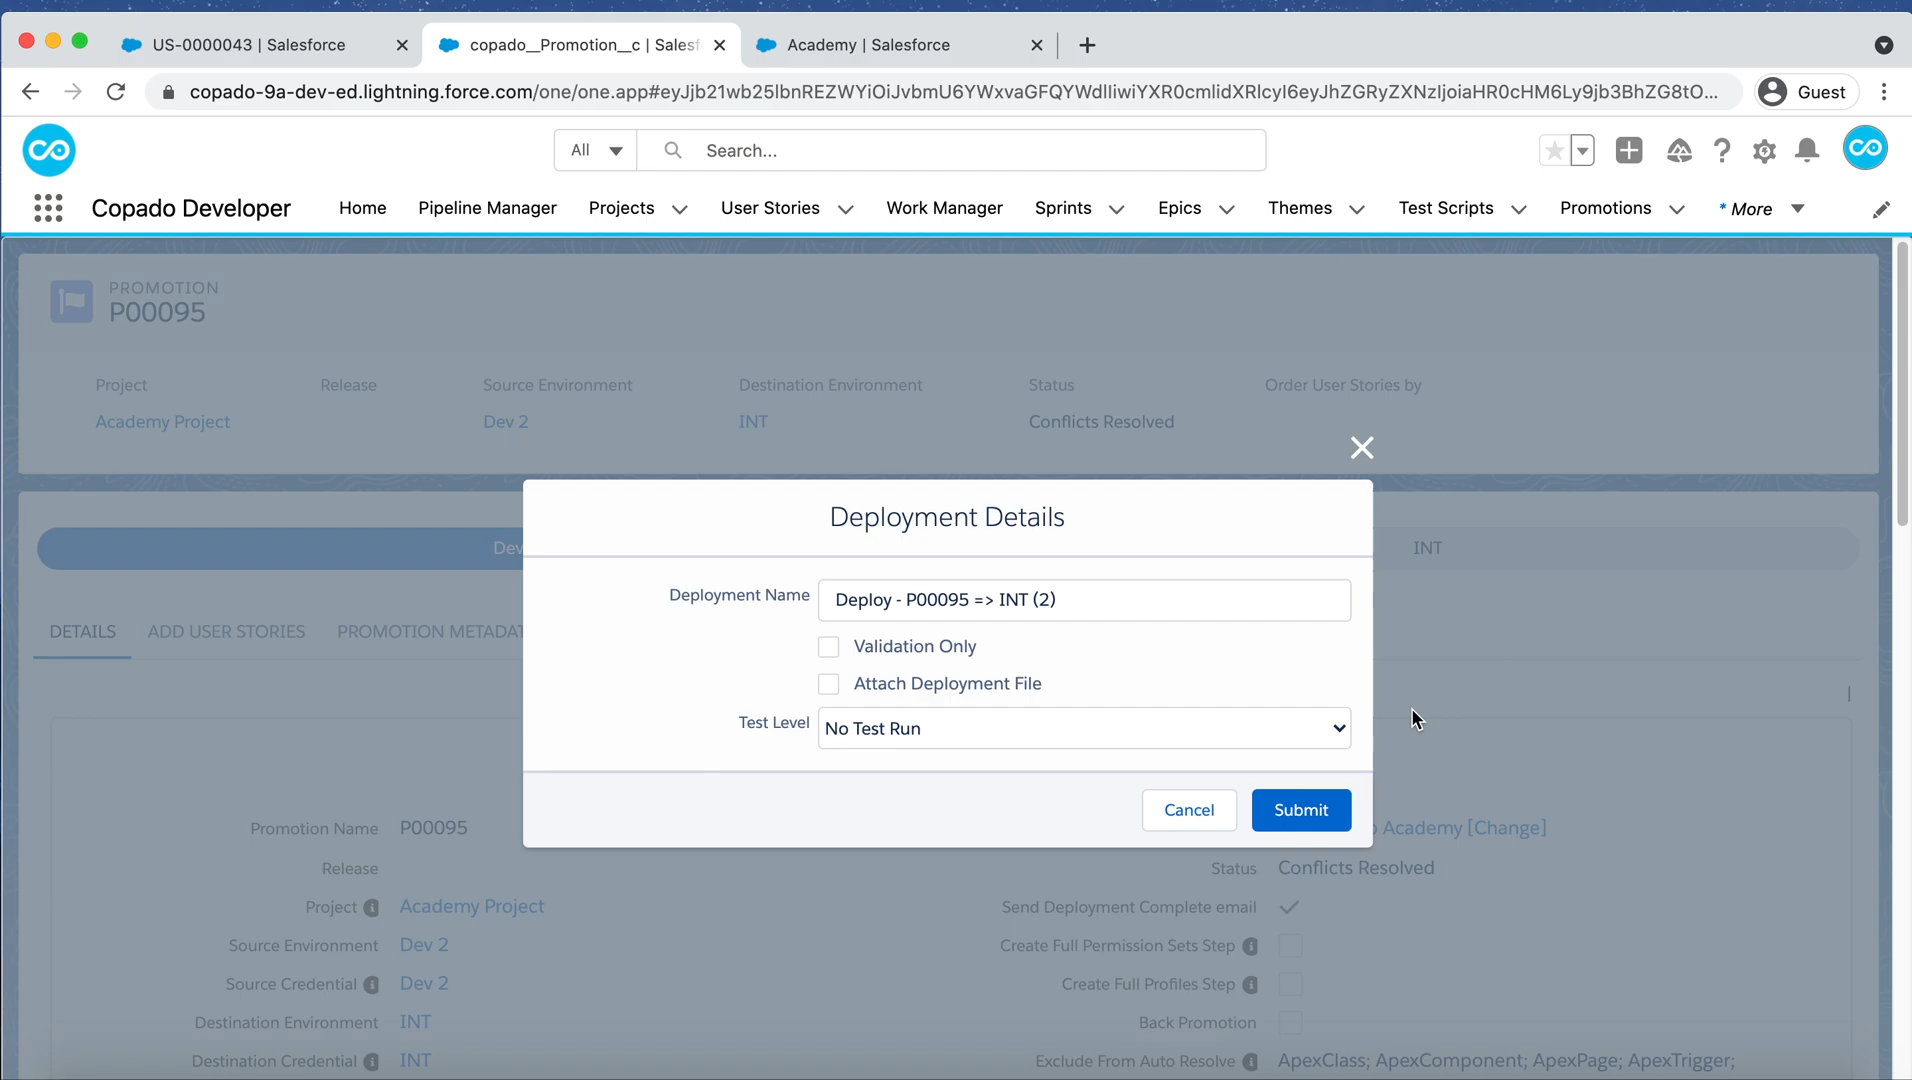 US-0000043 | Salesforce
copado__Promotion__c | Salesf
Academy | Salesforce
copado-9a-dev-ed.lightning.force.com/one/one.app#eyJjb21wb25lbnREZWYiOiJvbmU6YWxvaGFQYWdlIiwiYXR0cmlidXRlcyI6eyJhZGRyZXNzIjoiaHR0cHM6Ly9jb3BhZG8tO...
Guest
All
Search...
Copado Developer
Home
Pipeline Manager
Projects
User Stories
Work Manager
Sprints
Epics
Themes
Test Scripts
Promotions
* More
PROMOTION
P00095
Project
Release
Source Environment
Destination Environment
Status
Order User Stories by
Academy Project
Dev 2
INT
Conflicts Resolved
Dev
INT
DETAILS
ADD USER STORIES
PROMOTION METADAT
Deployment Details
Deployment Name
Deploy - P00095 => INT (2)
Validation Only
Attach Deployment File
Test Level
No Test Run
Cancel
Submit
Promotion Name P00095
Academy [Change]
Release
Status Conflicts Resolved
Project Academy Project
Send Deployment Complete email
Source Environment Dev 2
Create Full Permission Sets Step
Source Credential Dev 2
Create Full Profiles Step
Destination Environment INT
Back Promotion
Destination Credential INT
Exclude From Auto Resolve ApexClass; ApexComponent; ApexPage; ApexTrigger;